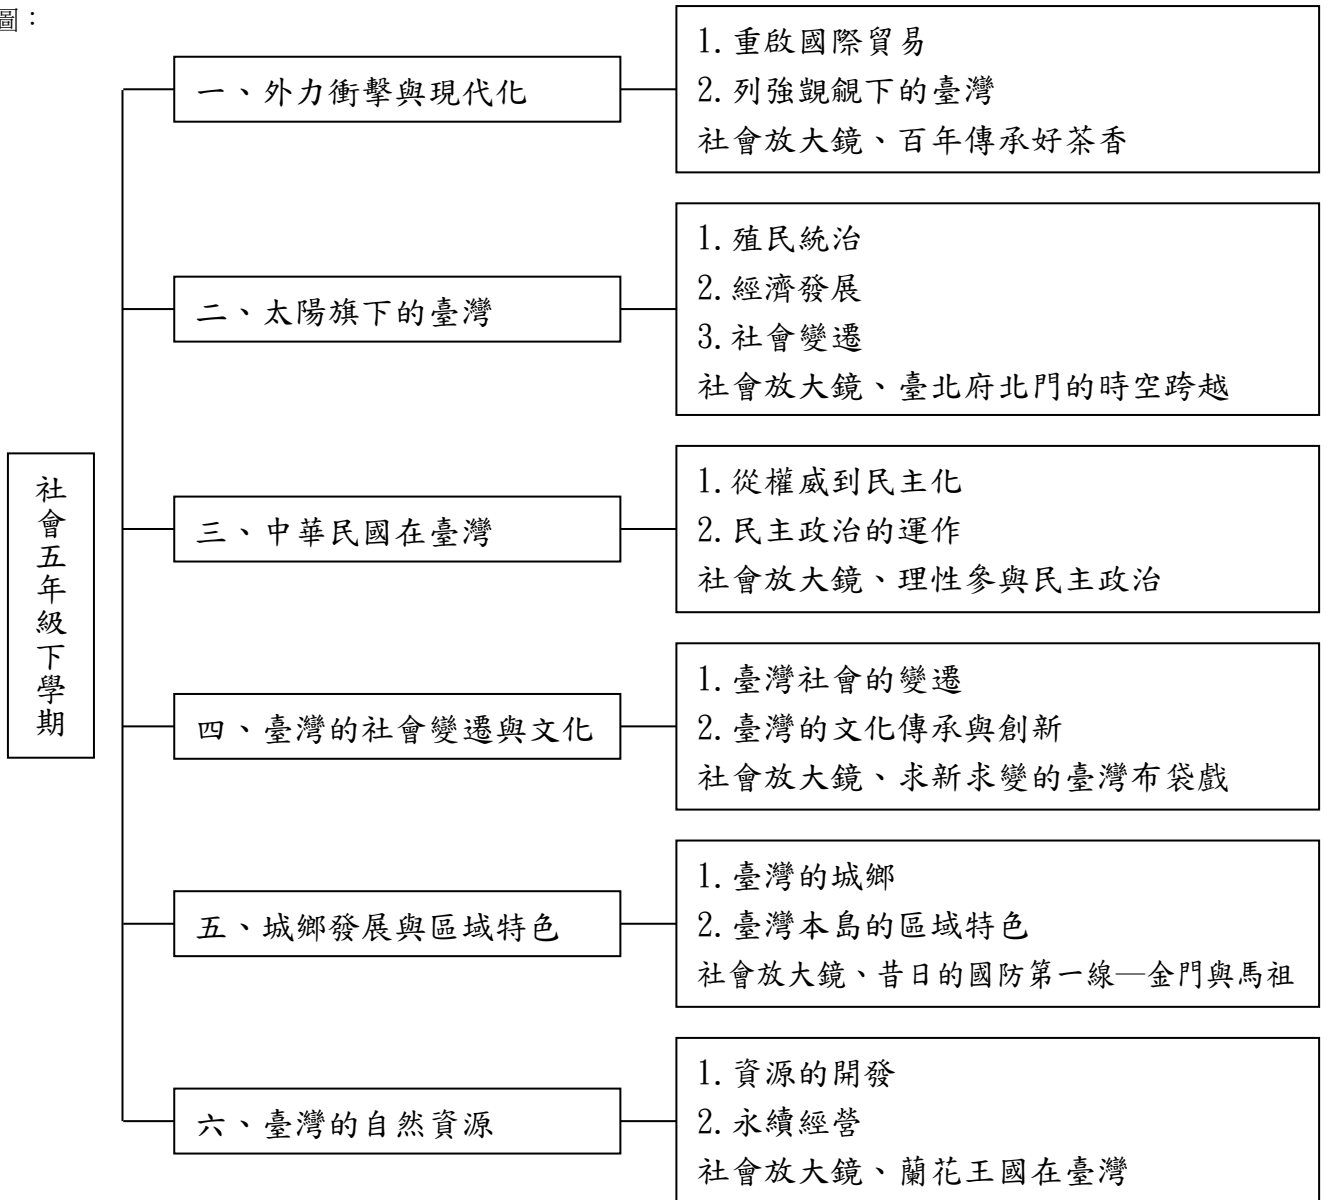 圖：
社會五年級下學期
一、外力衝擊與現代化
1.重啟國際貿易
2.列強覬覦下的臺灣
社會放大鏡、百年傳承好茶香
二、太陽旗下的臺灣
1.殖民統治
2.經濟發展
3.社會變遷
社會放大鏡、臺北府北門的時空跨越
三、中華民國在臺灣
1.從權威到民主化
2.民主政治的運作
社會放大鏡、理性參與民主政治
四、臺灣的社會變遷與文化
1.臺灣社會的變遷
2.臺灣的文化傳承與創新
社會放大鏡、求新求變的臺灣布袋戲
五、城鄉發展與區域特色
1.臺灣的城鄉
2.臺灣本島的區域特色
社會放大鏡、昔日的國防第一線—金門與馬祖
六、臺灣的自然資源
1.資源的開發
2.永續經營
社會放大鏡、蘭花王國在臺灣